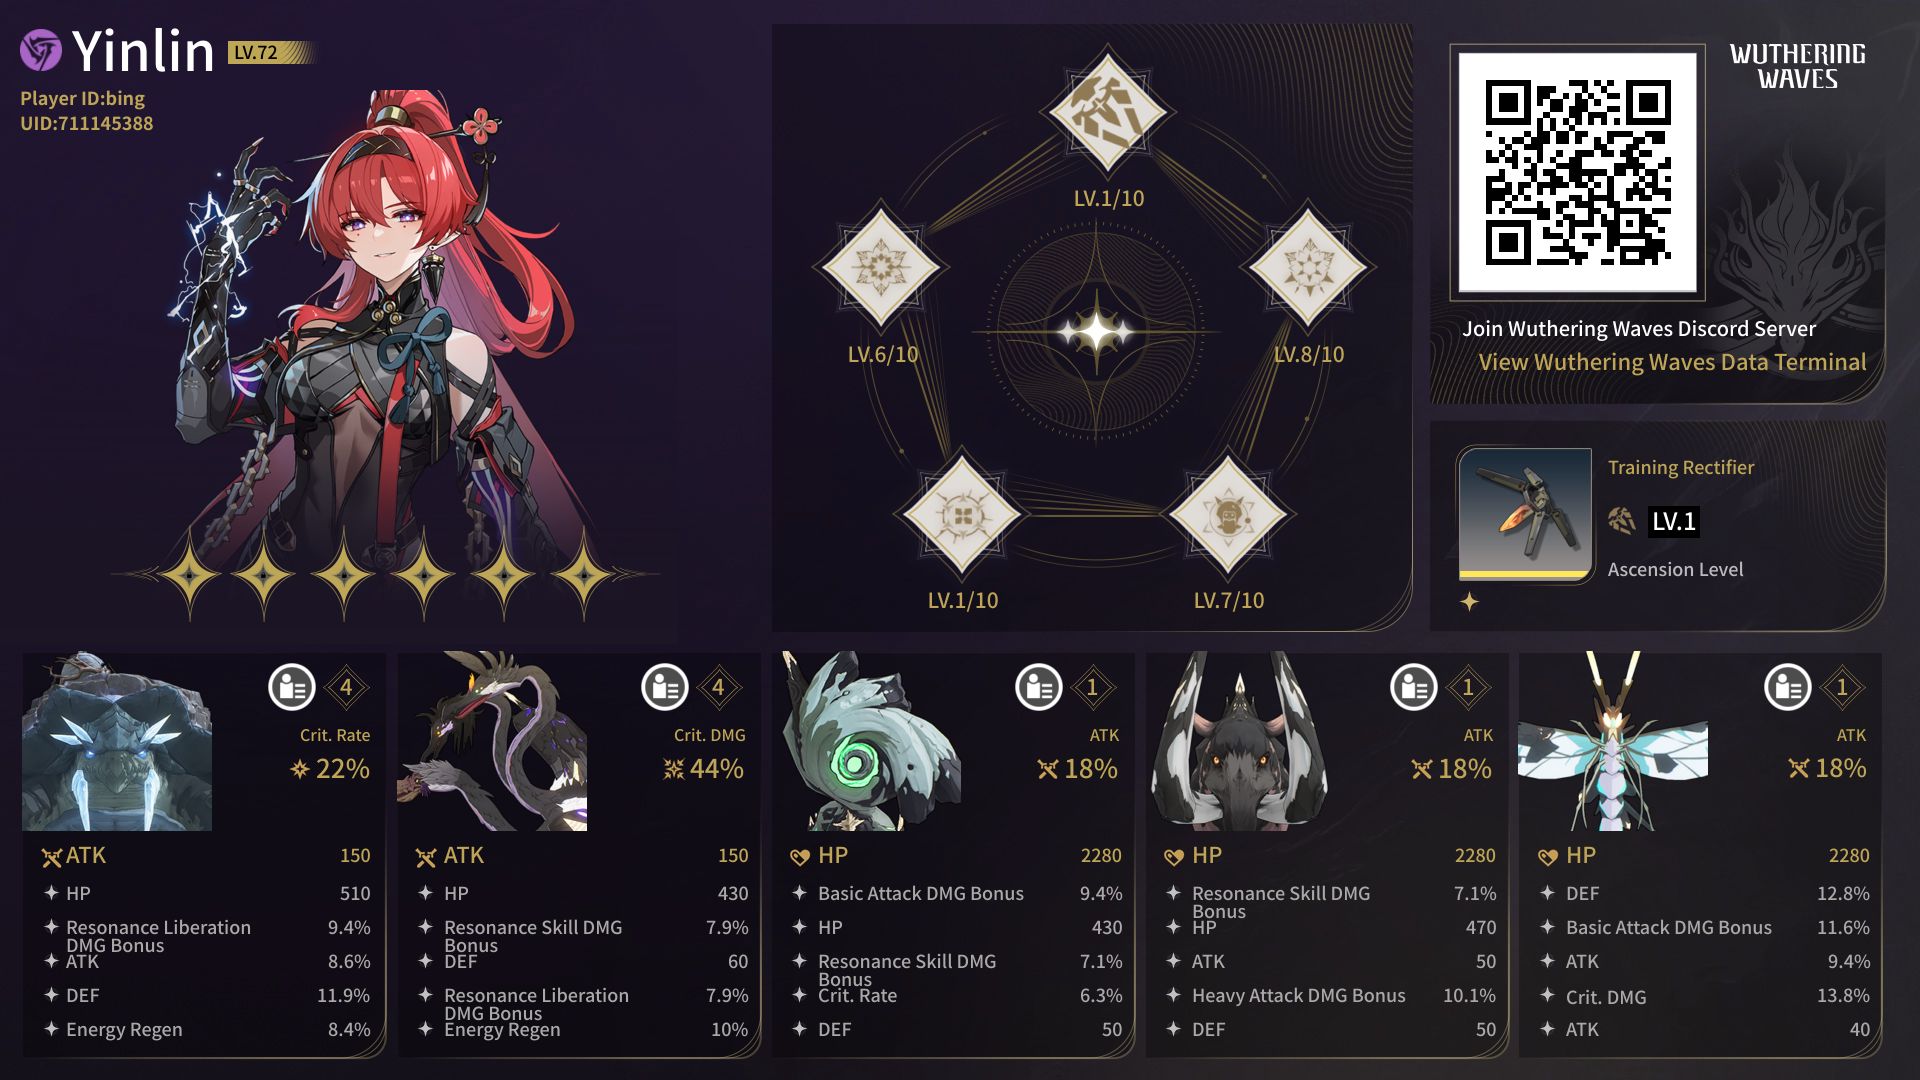 Yinlin LV.72
Player ID:bing
UID:711145388
LV.1/10
LV.6/10
LV.8/10
LV.1/10
LV.7/10
WUTHERING
WAVES
Join Wuthering Waves Discord Server
View Wuthering Waves Data Terminal
Training Rectifier
LV.1
Ascension Level
4
Crit. Rate
22%
ATK 150
HP 510
Resonance Liberation
DMG Bonus 9.4%
ATK 8.6%
DEF 11.9%
Energy Regen 8.4%
4
Crit. DMG
44%
ATK 150
HP 430
Resonance Skill DMG
Bonus 7.9%
DEF 60
Resonance Liberation
DMG Bonus 7.9%
Energy Regen 10%
1
ATK
18%
HP 2280
Basic Attack DMG Bonus 9.4%
HP 430
Resonance Skill DMG
Bonus 7.1%
Crit. Rate 6.3%
DEF 50
1
ATK
18%
HP 2280
Resonance Skill DMG
Bonus 7.1%
HP 470
ATK 50
Heavy Attack DMG Bonus 10.1%
DEF 50
1
ATK
18%
HP 2280
DEF 12.8%
Basic Attack DMG Bonus 11.6%
ATK 9.4%
Crit. DMG 13.8%
ATK 40